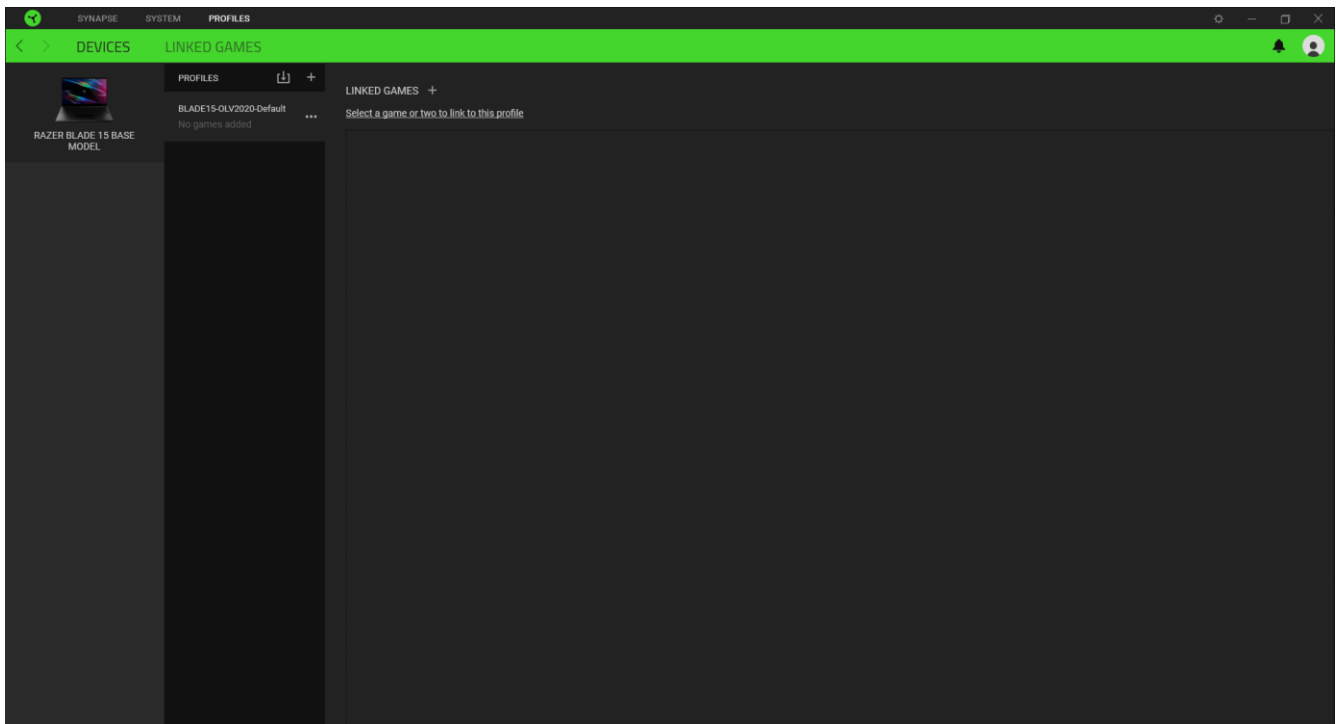 SYNAPSE SYSTEM PROFILES
DEVICES LINKED GAMES
RAZER BLADE 15 BASE
MODEL
PROFILES
BLADE15-OLV2020-Default
No games added
LINKED GAMES
Select a game or two to link to this profile